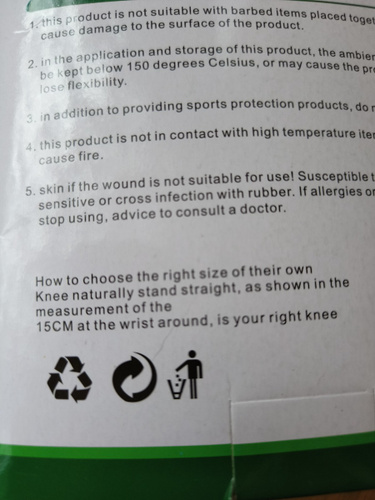 1. this product is not suitable with barbed items placed
cause damage to the surface of the product.
2. in the application and storage of this product, the
be kept below 150 degrees Celsius, or may cause the
lose flexibility.
3. in addition to providing sports protection products, do
4. this product is not in contact with high temperature
cause fire.
5. skin if the wound is not suitable for use! Susceptible
sensitive or cross infection with rubber. If allergies
stop using, advice to consult a doctor.
How to choose the right size of their own
Knee naturally stand straight, as shown in the
measurement of the
15CM at the wrist around, is your right knee